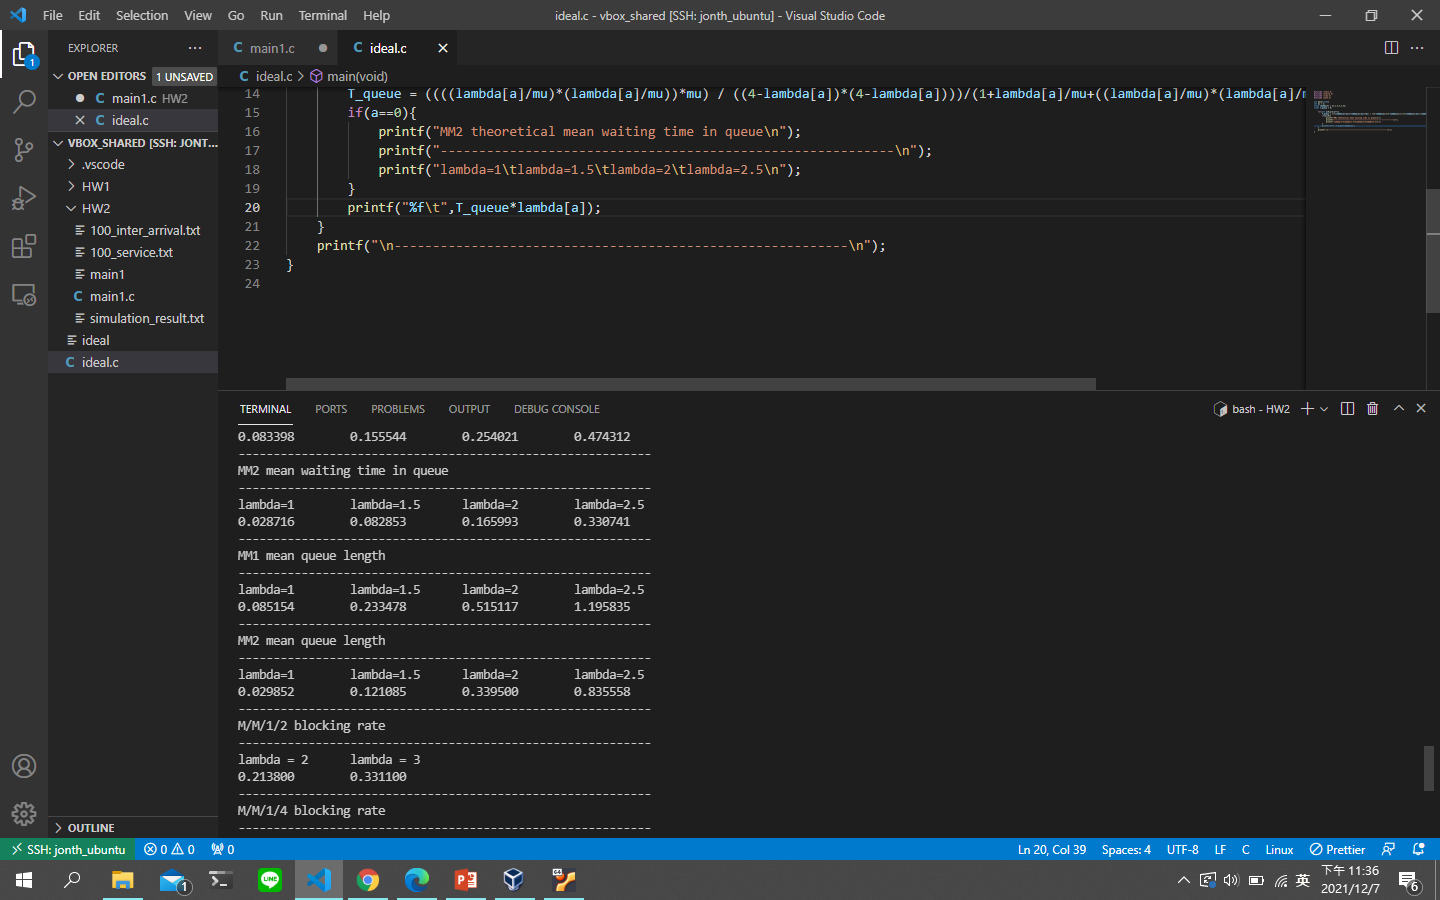 File Edit Selection View Go Run Terminal Help
ideal.c - vbox_shared [SSH: jonth_ubuntu] - Visual Studio Code
EXPLORER
OPEN EDITORS 1 UNSAVED
main1.c HW2
ideal.c
VBOX_SHARED [SSH: JONT...
.vscode
HW1
HW2
100_inter_arrival.txt
100_service.txt
main1
main1.c
simulation_result.txt
ideal
ideal.c
OUTLINE
main1.c
ideal.c
ideal.c > main(void)
14 T_queue = ((((lambda[a]/mu)*(lambda[a]/mu))*mu) / ((4-lambda[a])*(4-lambda[a])))/(1+lambda[a]/mu+((lambda[a]/mu)*(lambda[a]/m
15 if(a==0){
16 printf("MM2 theoretical mean waiting time in queue\n");
17 printf("-----------------------------------------------------------\n");
18 printf("lambda=1\tlambda=1.5\tlambda=2\tlambda=2.5\n");
19 }
20 printf("%f\t",T_queue*lambda[a]);
21 }
22 printf("\n-----------------------------------------------------------\n");
23 }
24
TERMINAL PORTS PROBLEMS OUTPUT DEBUG CONSOLE
bash - HW2
0.083398 0.155544 0.254021 0.474312
-----------------------------------------------------------
MM2 mean waiting time in queue
-----------------------------------------------------------
lambda=1 lambda=1.5 lambda=2 lambda=2.5
0.028716 0.082853 0.165993 0.330741
-----------------------------------------------------------
MM1 mean queue length
-----------------------------------------------------------
lambda=1 lambda=1.5 lambda=2 lambda=2.5
0.085154 0.233478 0.515117 1.195835
-----------------------------------------------------------
MM2 mean queue length
-----------------------------------------------------------
lambda=1 lambda=1.5 lambda=2 lambda=2.5
0.029852 0.121085 0.339500 0.835558
-----------------------------------------------------------
M/M/1/2 blocking rate
-----------------------------------------------------------
lambda = 2 lambda = 3
0.213800 0.331100
-----------------------------------------------------------
M/M/1/4 blocking rate
-----------------------------------------------------------
SSH: jonth_ubuntu 0 0 0
Ln 20, Col 39 Spaces: 4 UTF-8 LF C Linux Prettier
英
下午 11:36
2021/12/7